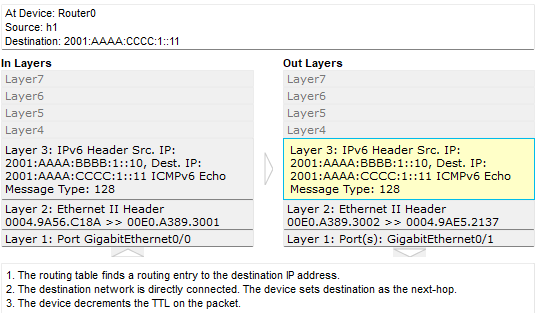 At Device: Router0
Source: h1
Destination: 2001:AAAA:CCCC:1::11
In Layers
Layer7
Layer6
Layer5
Layer4
Layer 3: IPv6 Header Src. IP:
2001:AAAA:BBBB:1::10, Dest. IP:
2001:AAAA:CCCC:1::11 ICMPv6 Echo
Message Type: 128
Layer 2: Ethernet II Header
0004.9A56.C18A >> 00E0.A389.3001
Layer 1: Port GigabitEthernet0/0
Out Layers
Layer7
Layer6
Layer5
Layer4
Layer 3: IPv6 Header Src. IP:
2001:AAAA:BBBB:1::10, Dest. IP:
2001:AAAA:CCCC:1::11 ICMPv6 Echo
Message Type: 128
Layer 2: Ethernet II Header
00E0.A389.3002 >> 0004.9AE5.2137
Layer 1: Port(s): GigabitEthernet0/1
1. The routing table finds a routing entry to the destination IP address.
2. The destination network is directly connected. The device sets destination as the next-hop.
3. The device decrements the TTL on the packet.